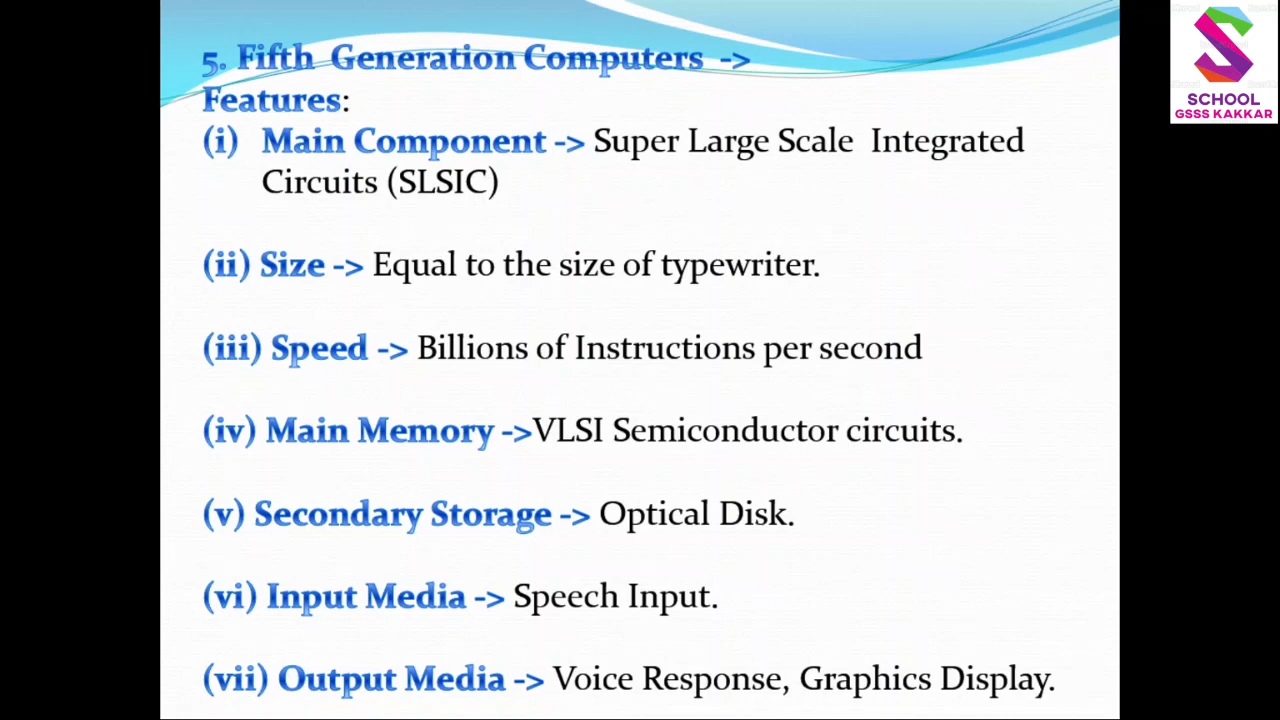 5. Fifth Generation Computers ->
Features:
(i) Main Component -> Super Large Scale Integrated
Circuits (SLSIC)
(ii) Size -> Equal to the size of typewriter.
(iii) Speed -> Billions of Instructions per second
(iv) Main Memory ->VLSI Semiconductor circuits.
(v) Secondary Storage -> Optical Disk.
(vi) Input Media -> Speech Input.
(vii) Output Media -> Voice Response, Graphics Display.
SCHOOL
GSSS KAKKAR